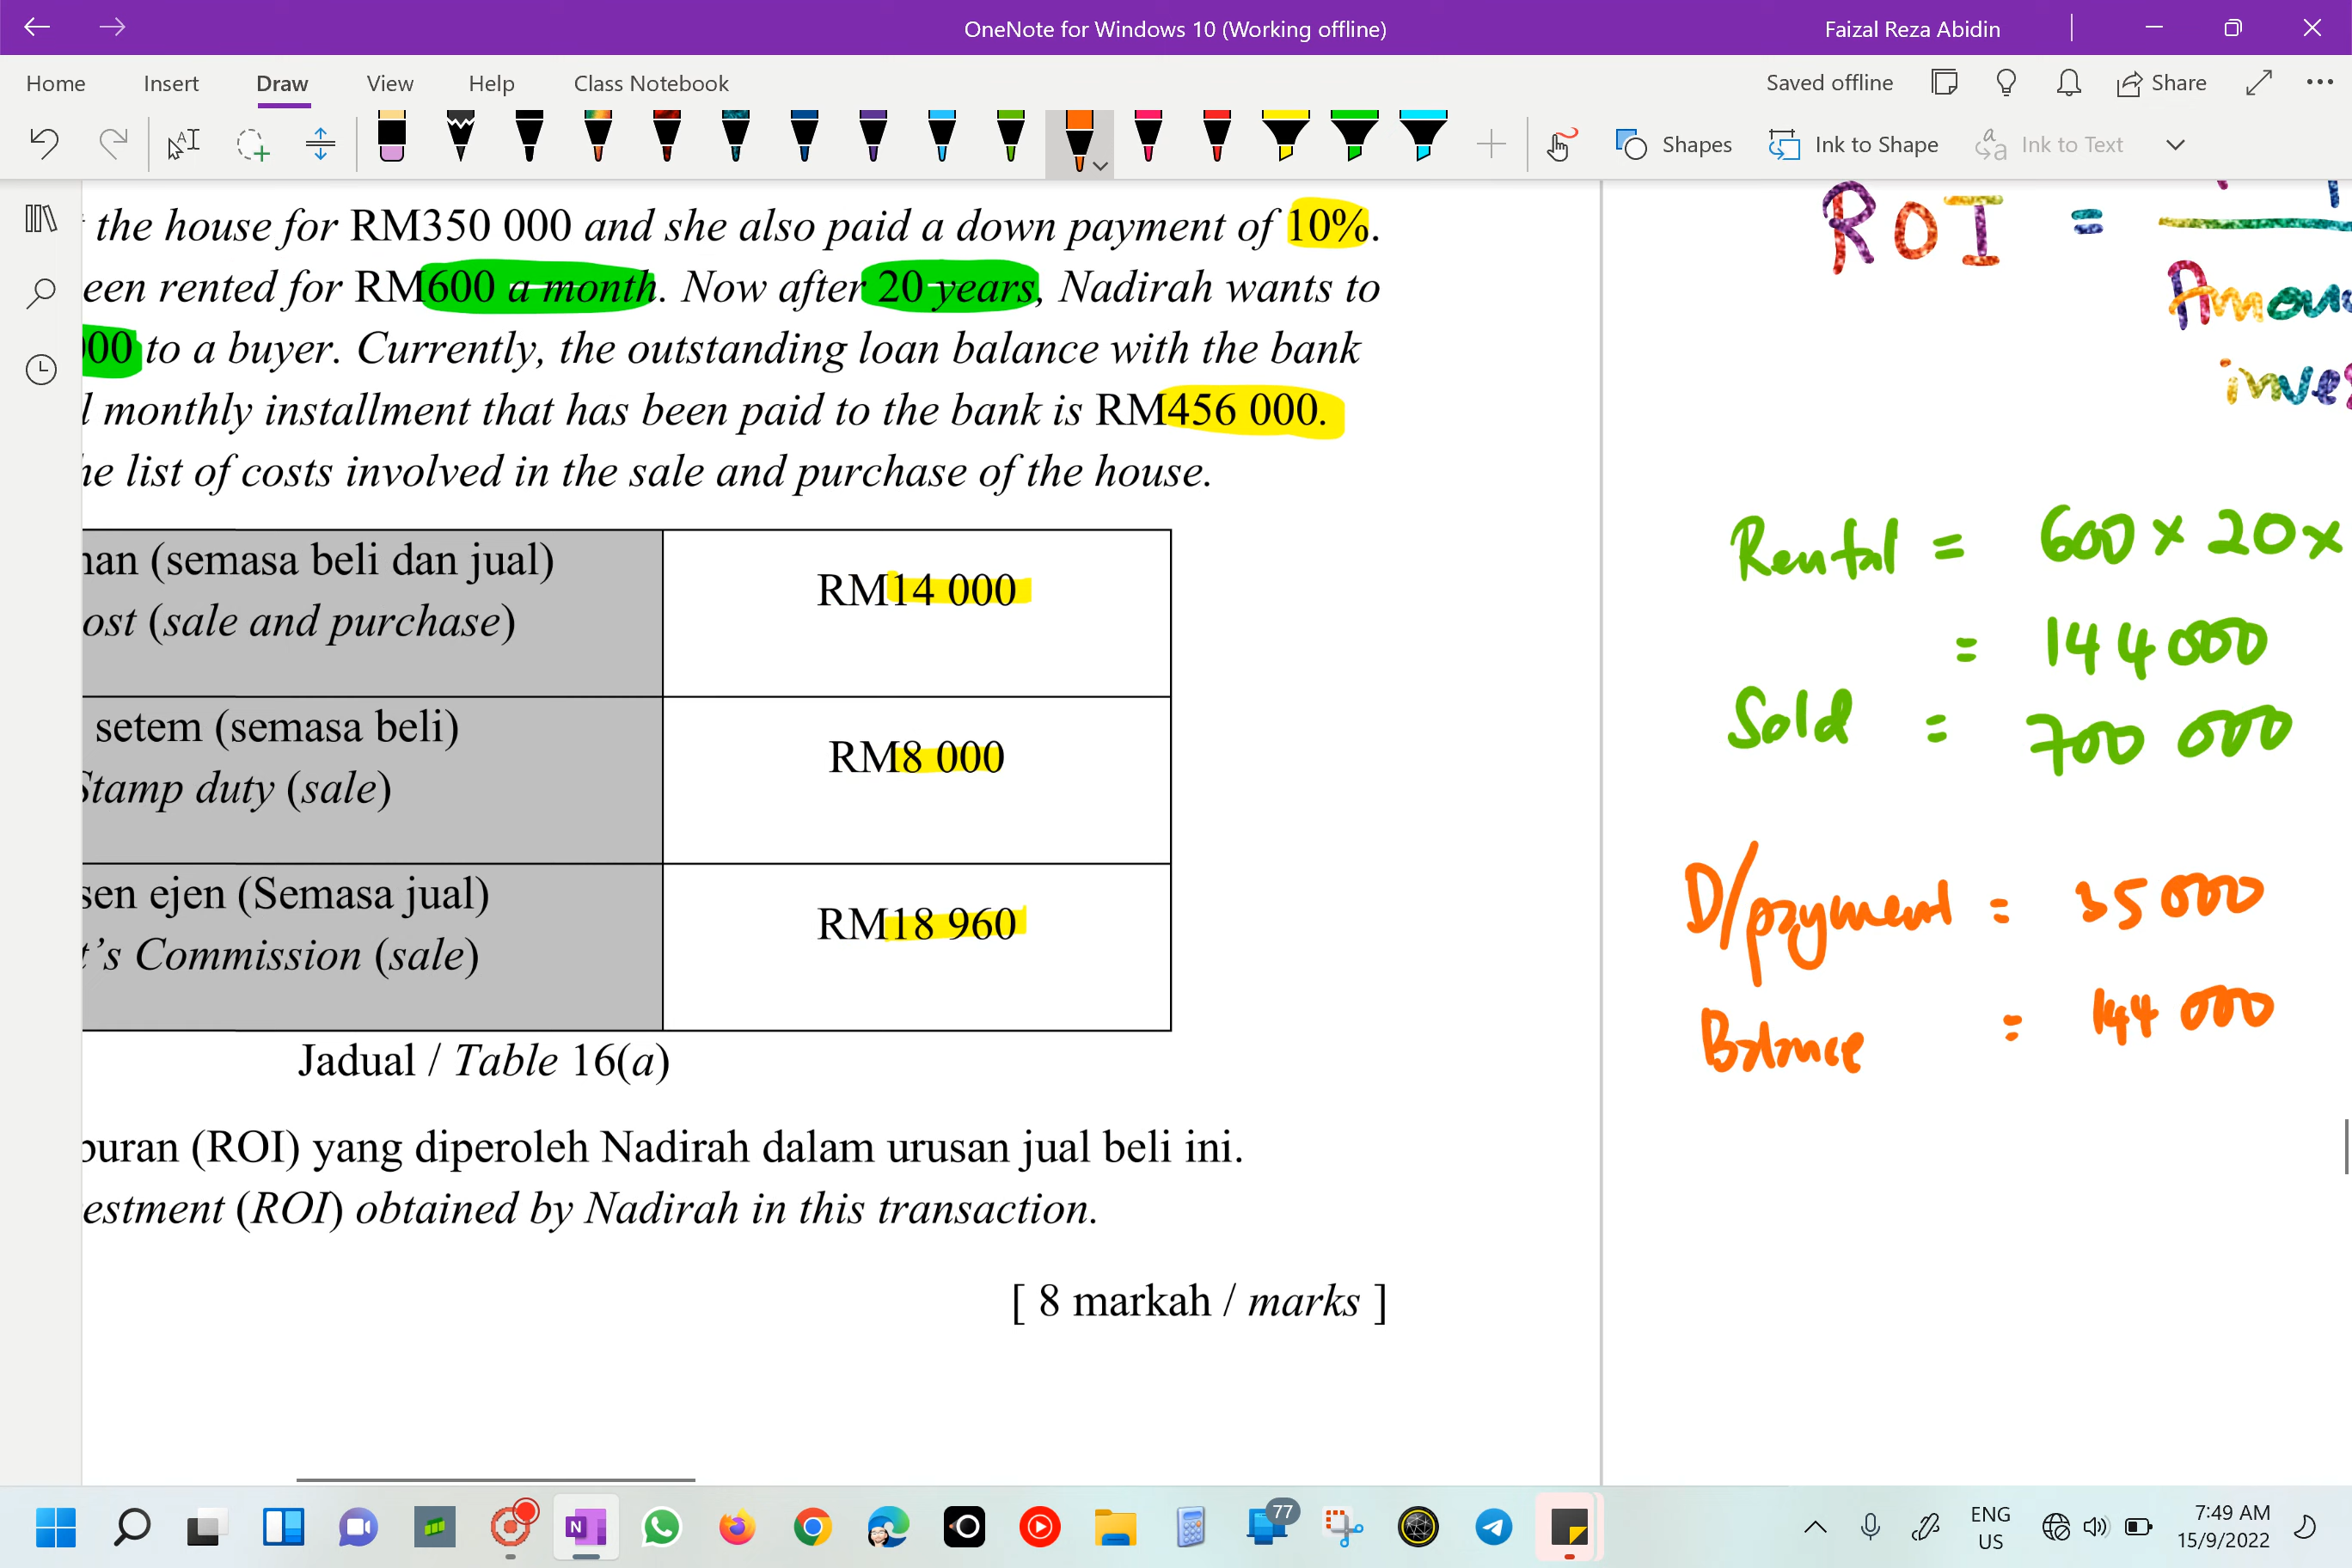 OneNote for Windows 10 (Working offline)
Faizal Reza Abidin
Home Insert Draw View Help Class Notebook
Saved offline Share
Shapes Ink to Shape Ink to Text
the house for RM350 000 and she also paid a down payment of 10%.
een rented for RM600 a month. Now after 20 years, Nadirah wants to
00 to a buyer. Currently, the outstanding loan balance with the bank
l monthly installment that has been paid to the bank is RM456 000.
he list of costs involved in the sale and purchase of the house.
nan (semasa beli dan jual)
ost (sale and purchase)
RM14 000
setem (semasa beli)
Stamp duty (sale)
RM8 000
sen ejen (Semasa jual)
t’s Commission (sale)
RM18 960
Jadual / Table 16(a)
buran (ROI) yang diperoleh Nadirah dalam urusan jual beli ini.
estment (ROI) obtained by Nadirah in this transaction.
[ 8 markah / marks ]
ROI =
Rental = 600 x 20 x
= 144000
Sold = 700 000
D/payment = 35000
Balance = 144 000
77
ENG
US
7:49 AM
15/9/2022